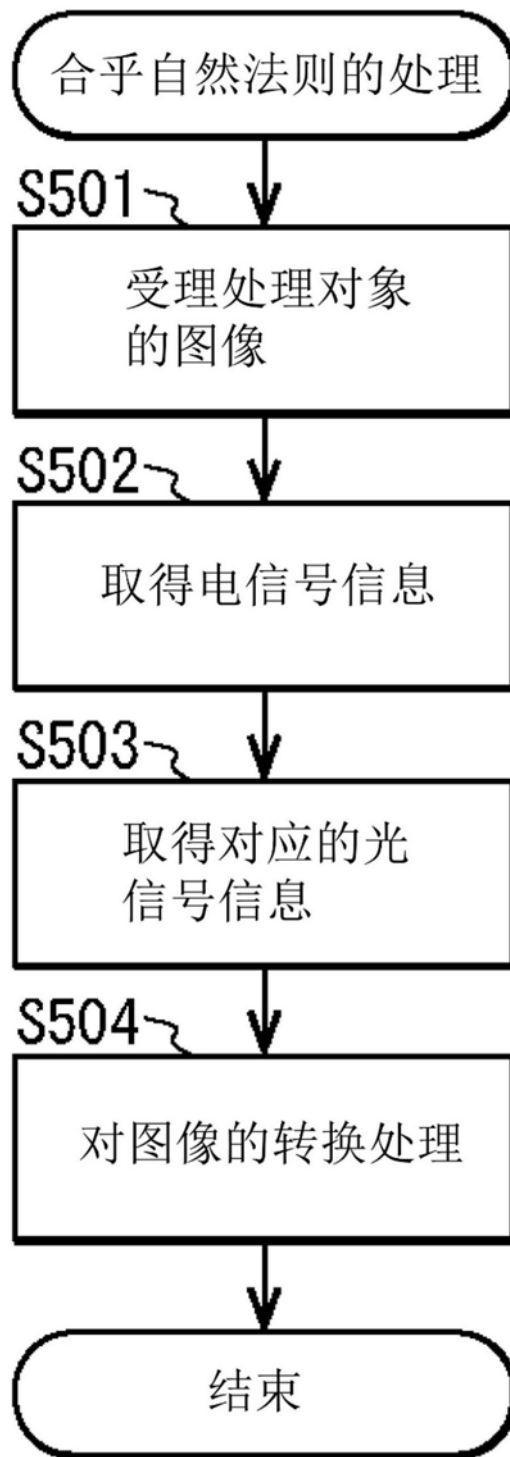 合乎自然法则的处理
S501
受理处理对象
的图像
S502
取得电信号信息
S503
取得对应的光
信号信息
S504
对图像的转换处理
结束